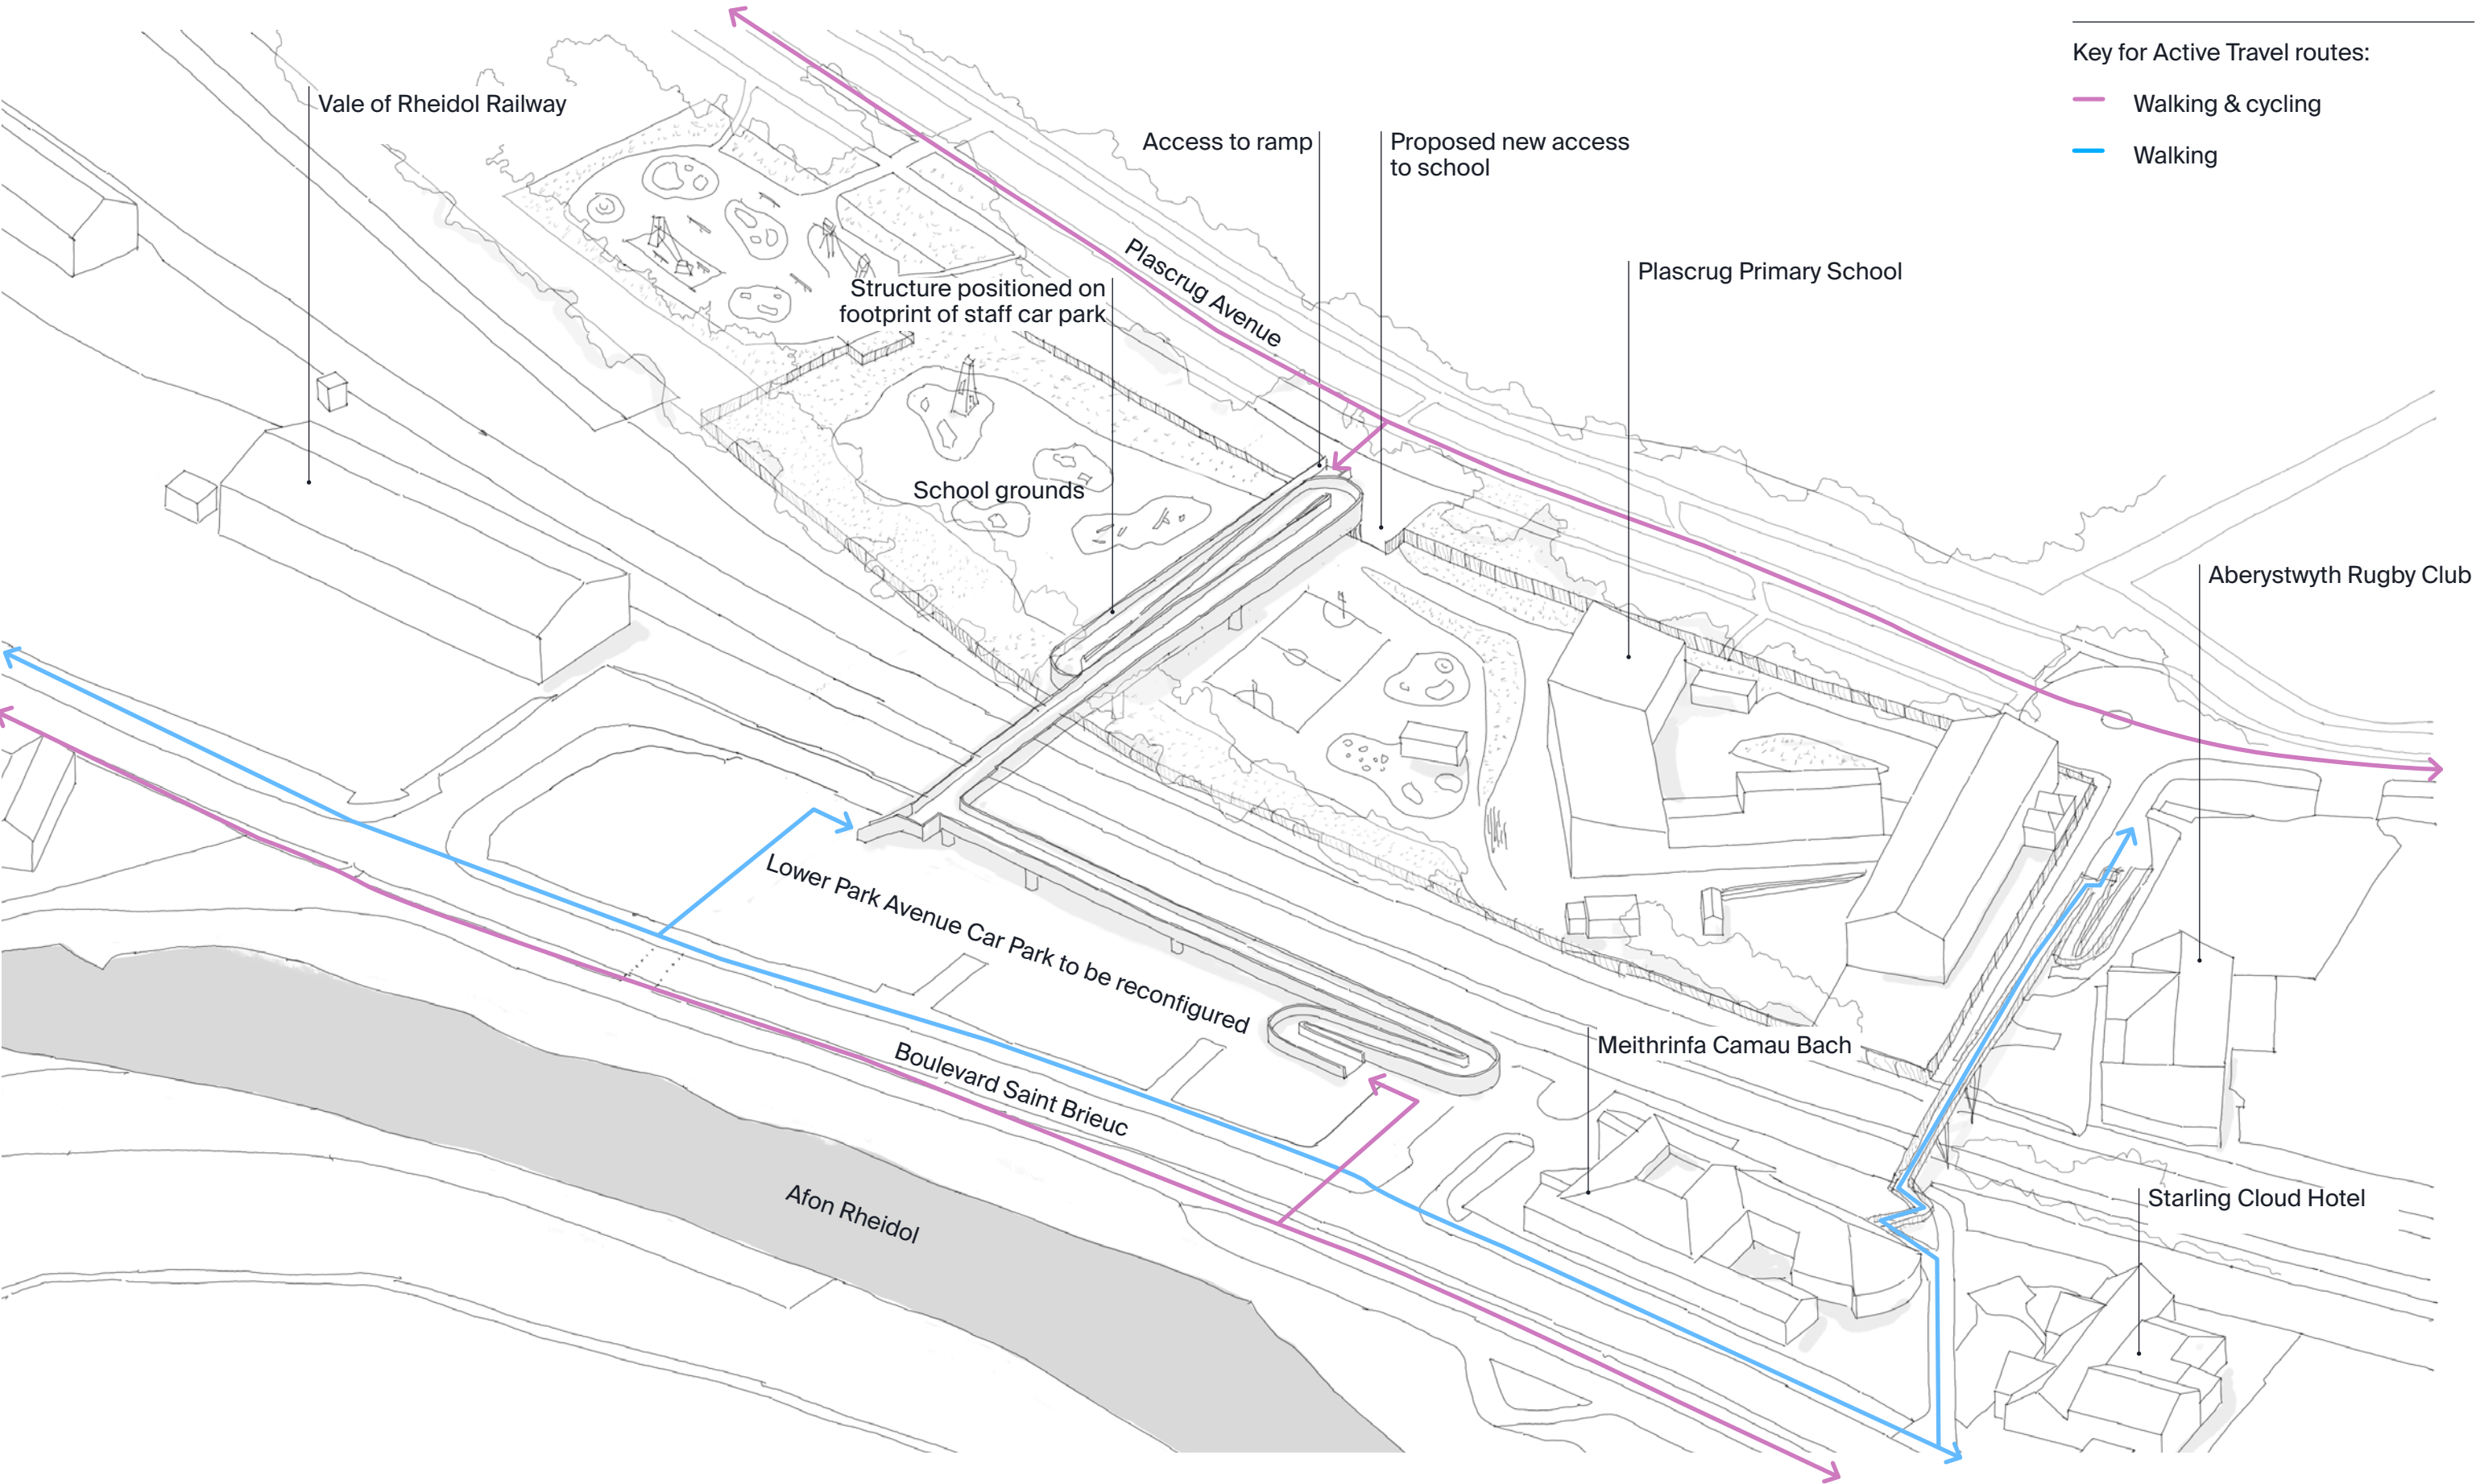 Key for Active Travel routes:
Walking & cycling
Walking
Vale of Rheidol Railway
Access to ramp
Proposed new access
to school
Plascrug Avenue
Structure positioned on
footprint of staff car park
Plascrug Primary School
School grounds
Aberystwyth Rugby Club
Lower Park Avenue Car Park to be reconfigured
Boulevard Saint Brieuc
Meithrinfa Camau Bach
Afon Rheidol
Starling Cloud Hotel